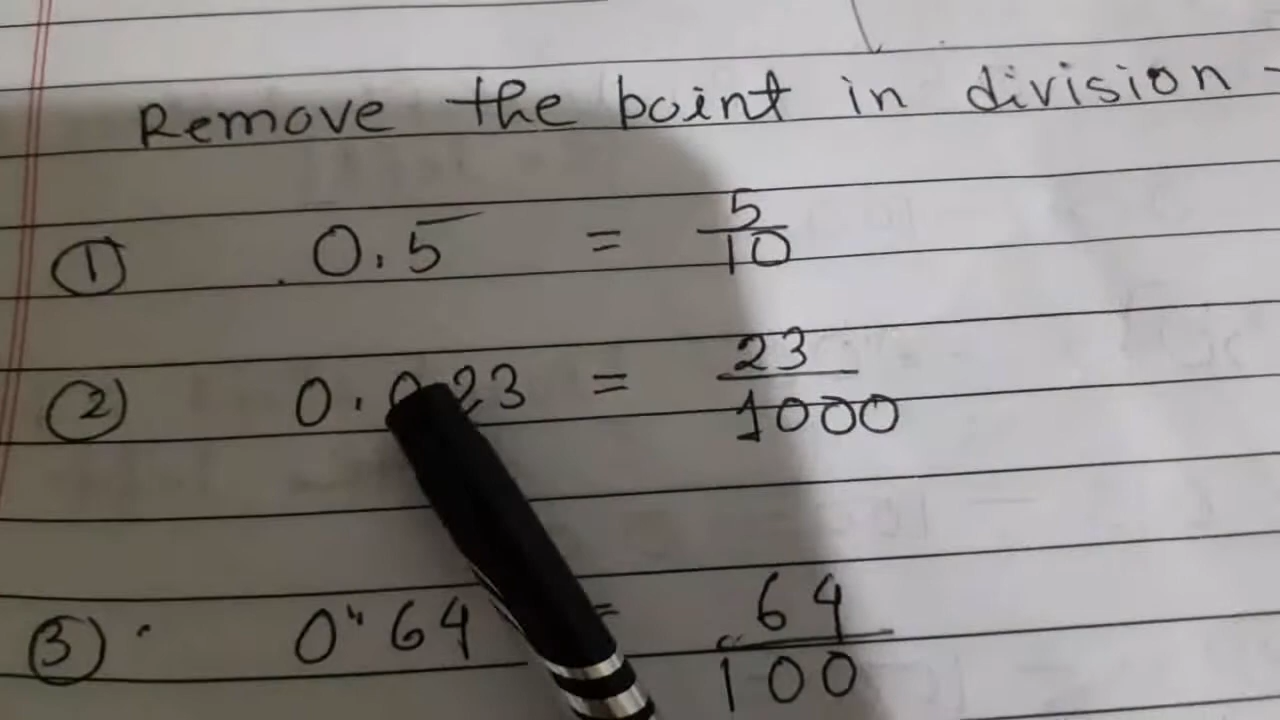 Remove the point in division -
① 0.5 = 5/10
② 0.023 = 23/1000
③ 0.64 = 64/100